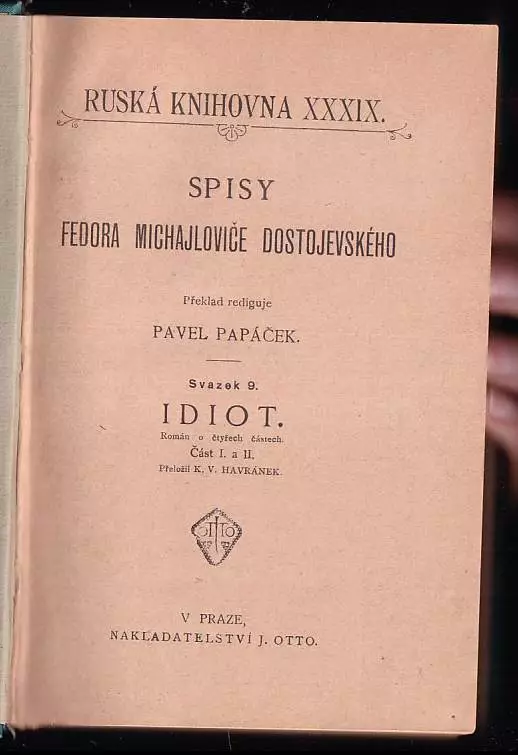 RUSKÁ KNIHOVNA XXXIX.
SPISY
FEDORA MICHAJLOVIČE DOSTOJEVSKÉHO
Překlad rediguje
PAVEL PAPÁČEK.
Svazek 9.
IDIOT.
Román o čtyřech částech.
Část I. a II.
Přeložil K. V. HAVRÁNEK.
OTTO
V PRAZE,
NAKLADATELSTVÍ J. OTTO.